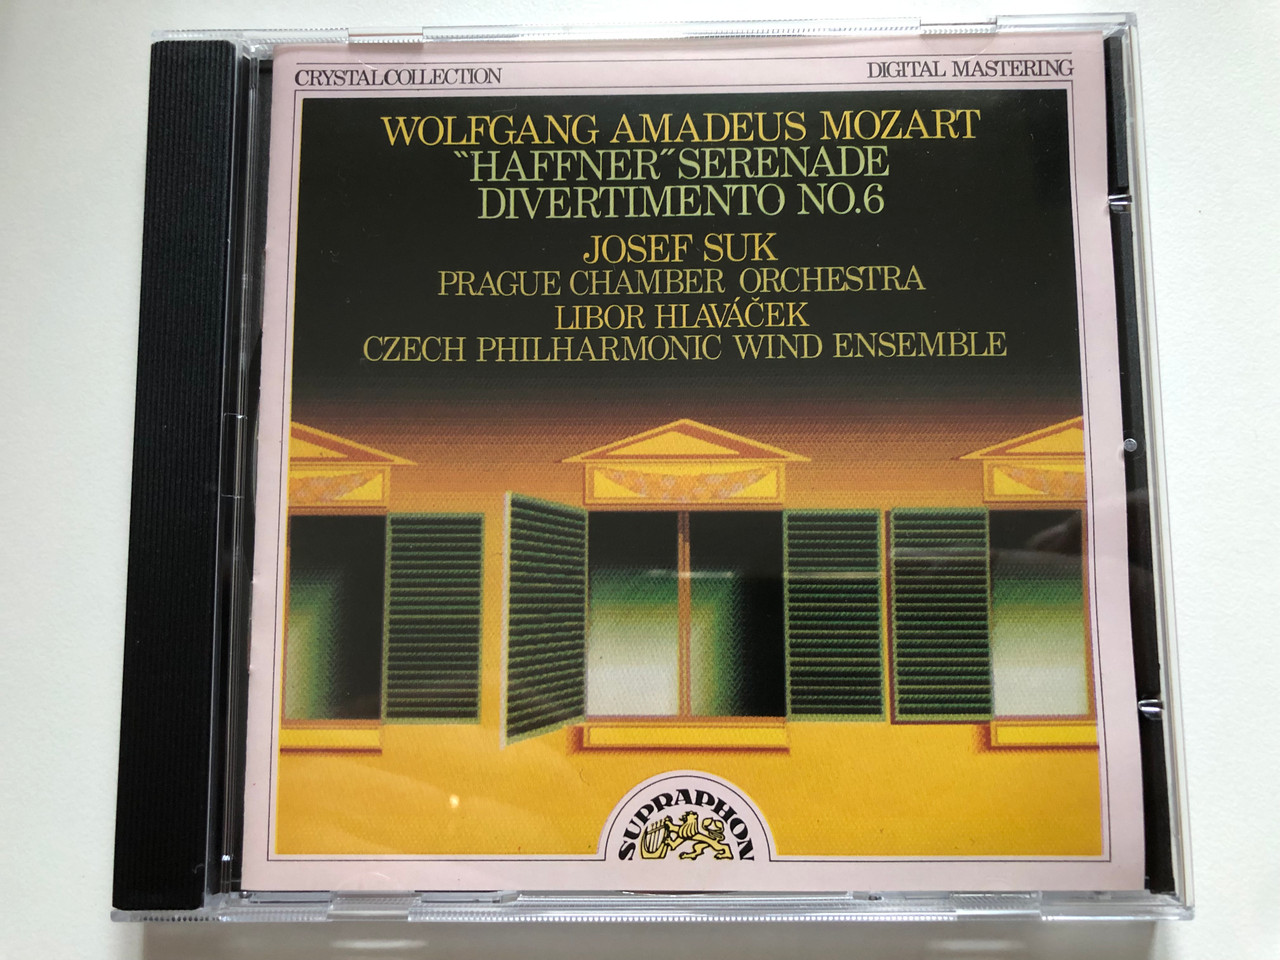 CRYSTALCOLLECTION
DIGITAL MASTERING
WOLFGANG AMADEUS MOZART
"HAFFNER" SERENADE
DIVERTIMENTO NO.6
JOSEF SUK
PRAGUE CHAMBER ORCHESTRA
LIBOR HLAVÁČEK
CZECH PHILHARMONIC WIND ENSEMBLE
SUPRAPHON